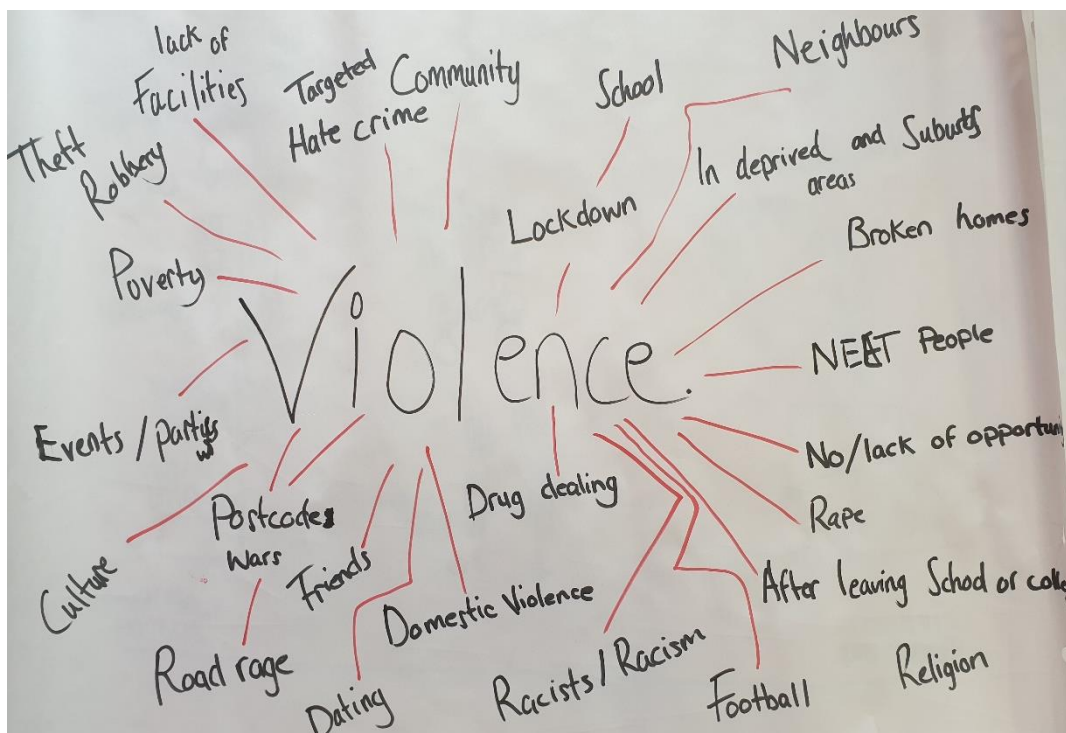 lack of
Facilities
Targeted
Hate crime
Community
School
Neighbours
Theft
Robbery
Lockdown
In deprived and Suburbs
areas
Poverty
Broken homes
Violence.
NEET People
Events / parties
No/lack of opportuni
Postcodes
wars
Drug dealing
Rape
Culture
Friends
Domestic Violence
After leaving School or colle
Road rage
Dating
Racists / Racism
Football
Religion